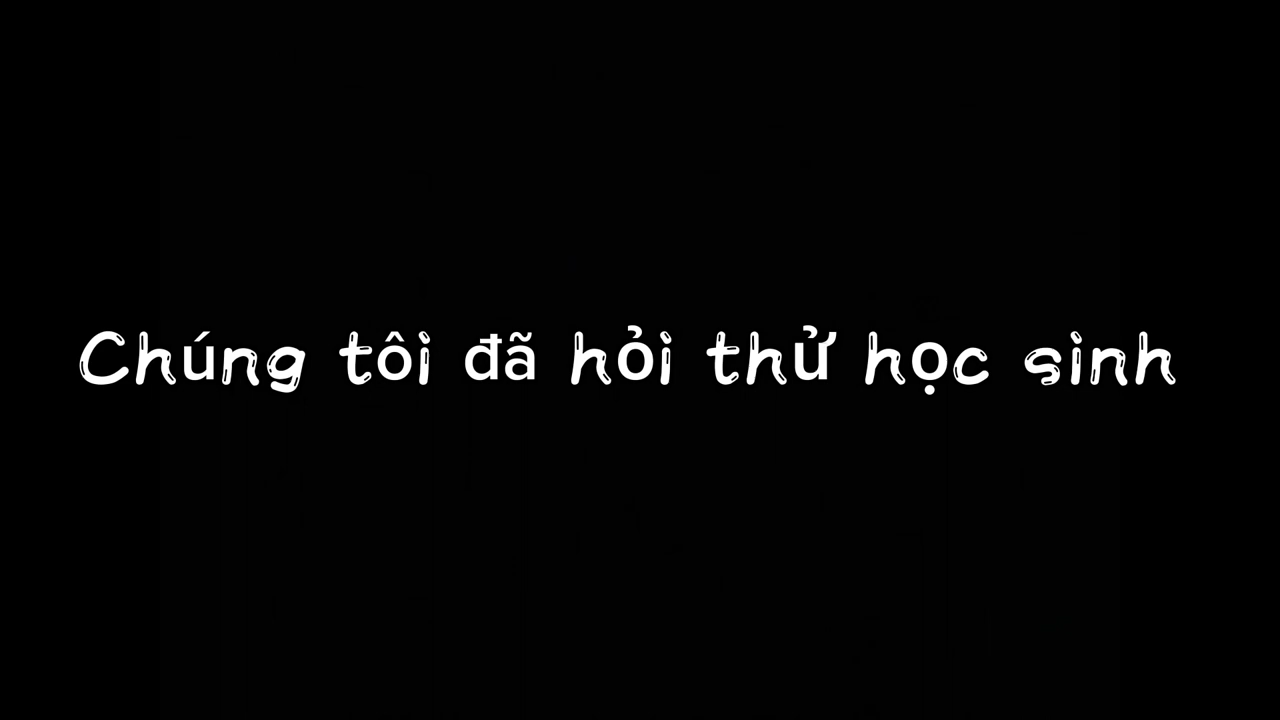 Chúng tôi đã hỏi thử học sinh